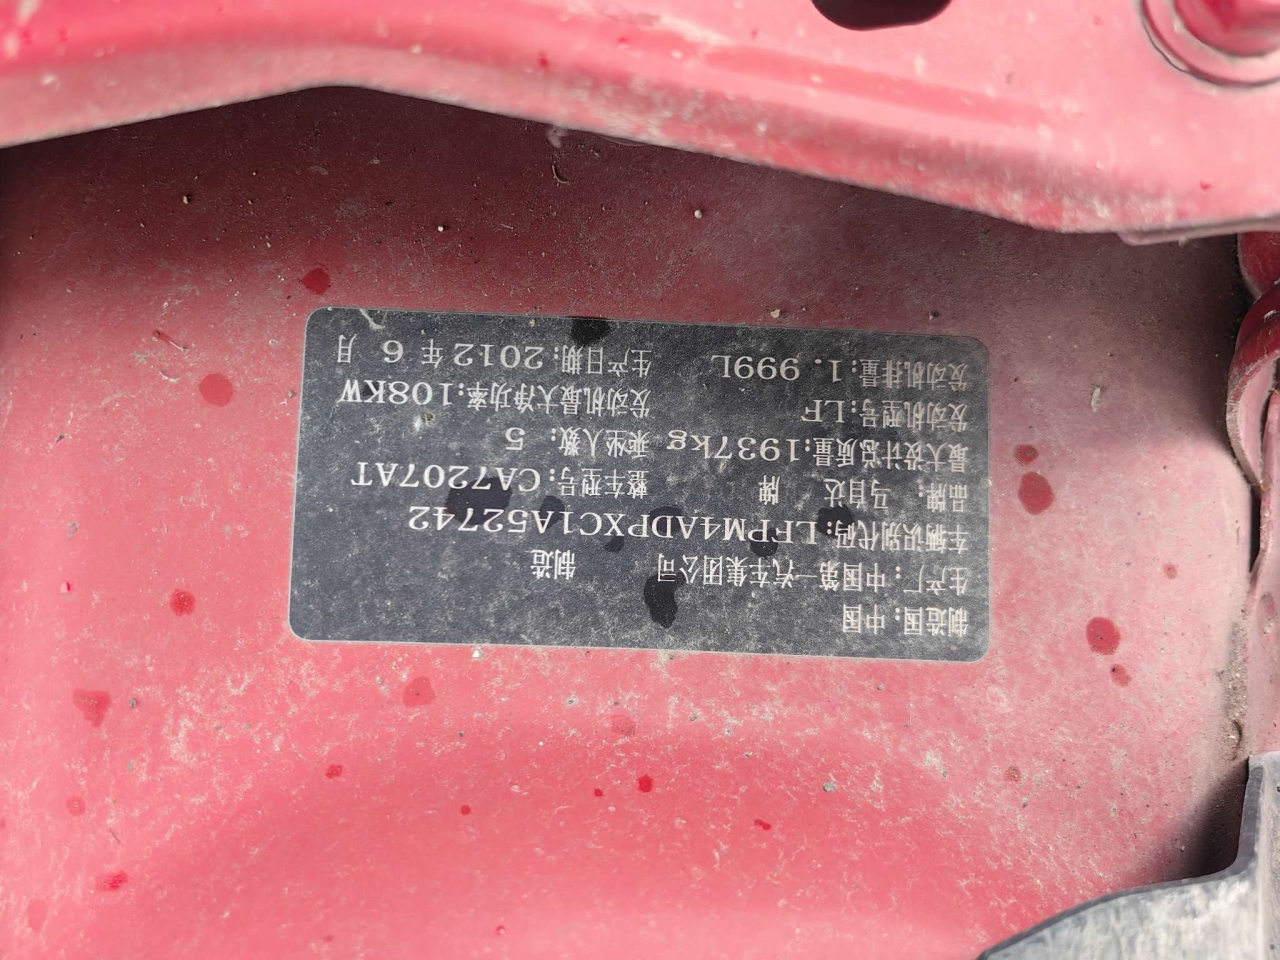 制造国：中国
生产厂：中国第一汽车集团公司 制造
车辆识别代码：LFPM4ADPXC1A52742
品牌： 马自达 牌 整车型号：CA7207AT
最大设计总质量：1937kg 乘坐人数： 5
发动机型号：LF 发动机最大净功率：108KW
发动机排量：1.999L 生产日期：2012年 6 月